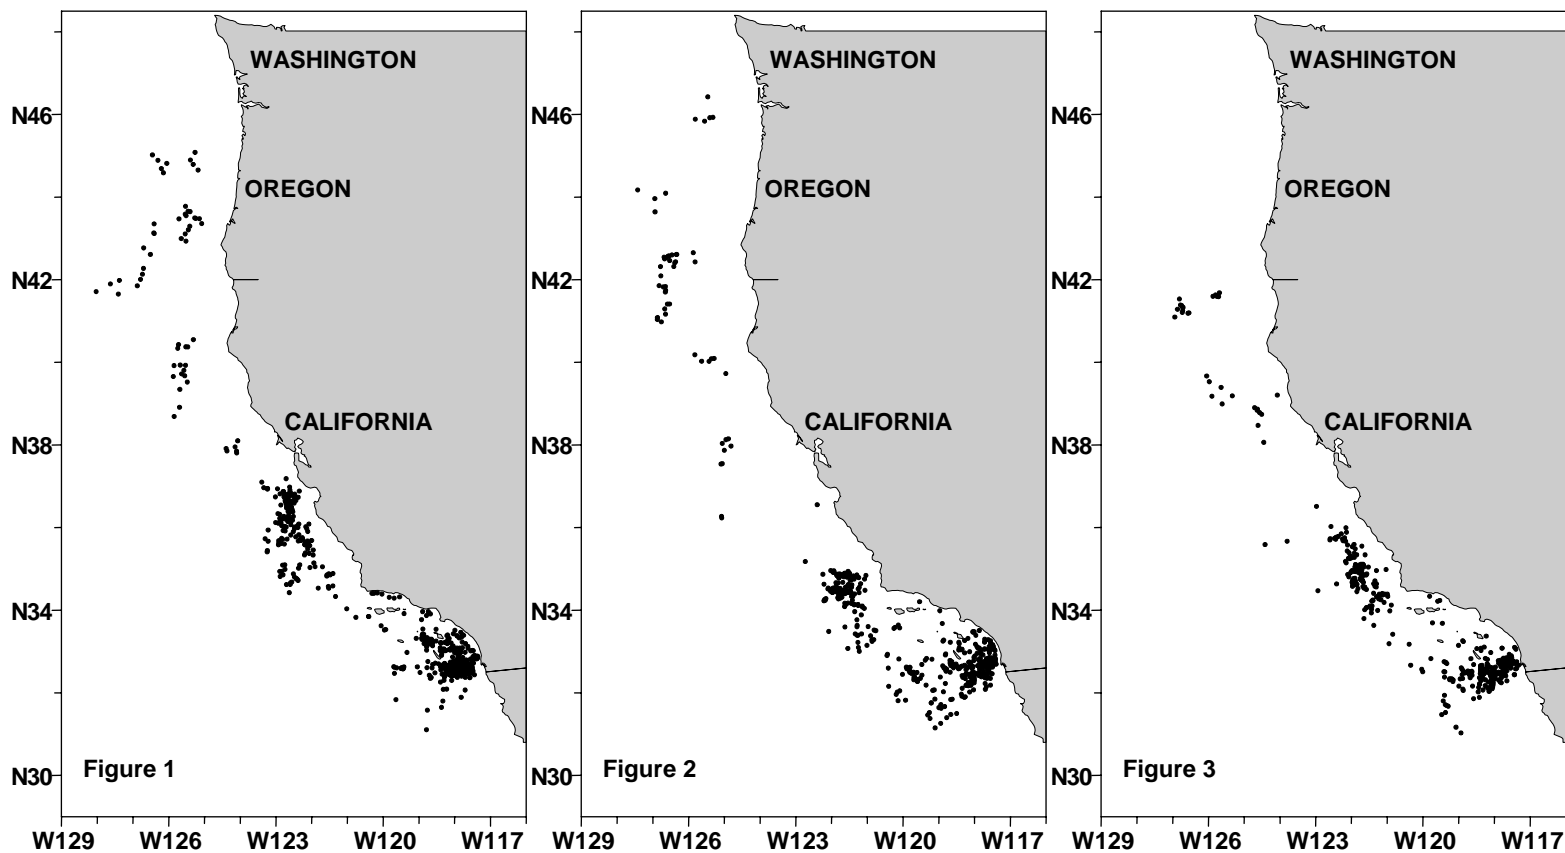 WASHINGTON WASHINGTON WASHINGTON
N46 N46 N46
OREGON OREGON OREGON
N42 N42 N42
CALIFORNIA CALIFORNIA CALIFORNIA
N38 N38 N38
N34 N34 N34
Figure 1 Figure 2 Figure 3
N30 N30 N30
W129 W126 W123 W120 W117 W129 W126 W123 W120 W117 W129 W126 W123 W120 W117